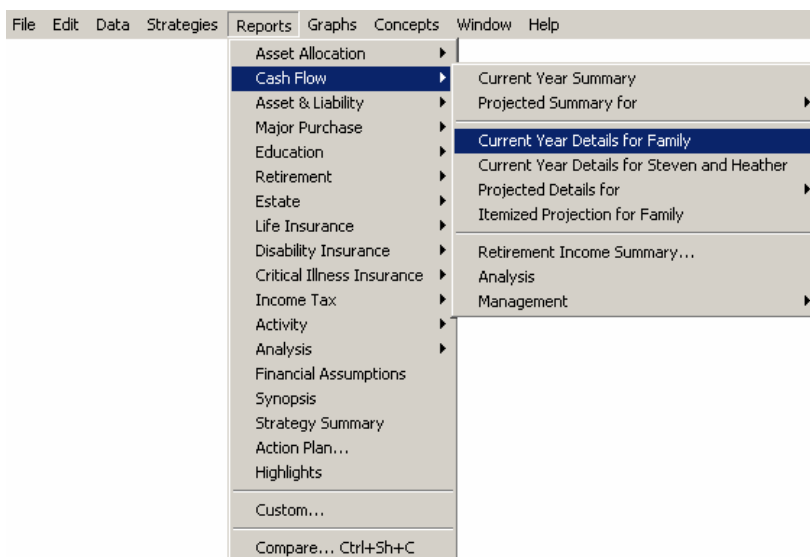 File Edit Data Strategies Reports Graphs Concepts Window Help
Asset Allocation
Cash Flow
Asset & Liability
Major Purchase
Education
Retirement
Estate
Life Insurance
Disability Insurance
Critical Illness Insurance
Income Tax
Activity
Analysis
Financial Assumptions
Synopsis
Strategy Summary
Action Plan...
Highlights
Custom...
Compare... Ctrl+Sh+C
Current Year Summary
Projected Summary for
Current Year Details for Family
Current Year Details for Steven and Heather
Projected Details for
Itemized Projection for Family
Retirement Income Summary...
Analysis
Management